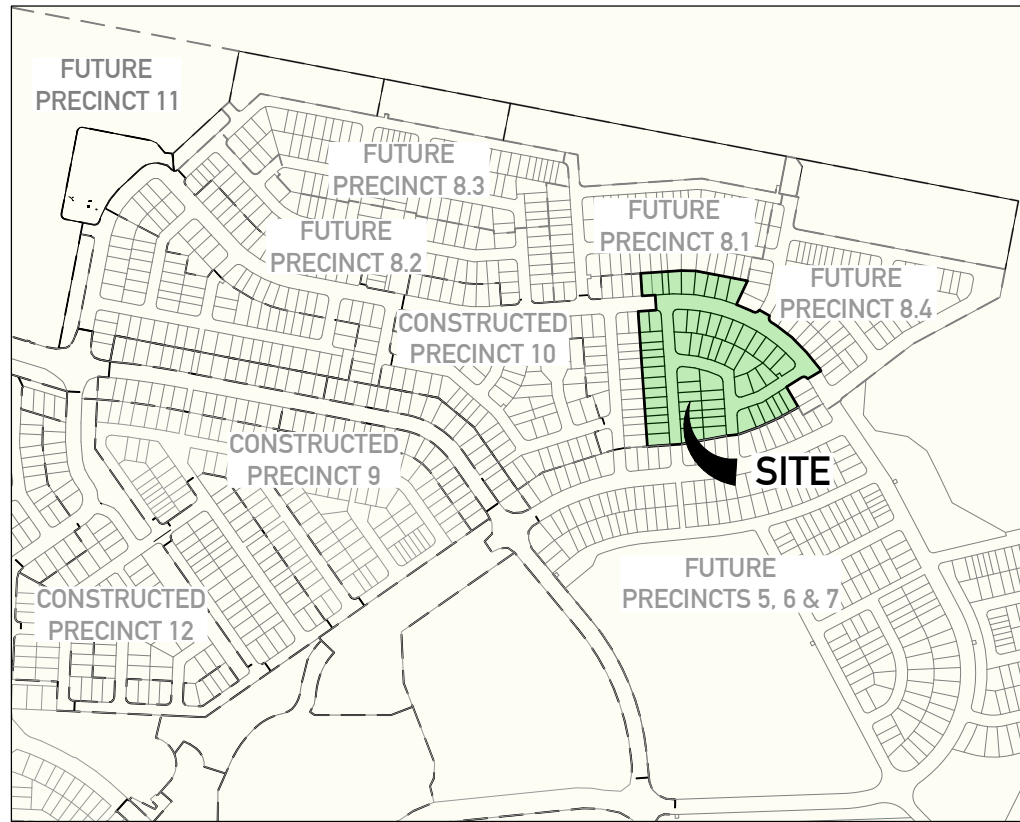 FUTURE
PRECINCT 11
FUTURE
PRECINCT 8.3
FUTURE
PRECINCT 8.1
FUTURE
PRECINCT 8.2
FUTURE
PRECINCT 8.4
CONSTRUCTED
PRECINCT 10
CONSTRUCTED
PRECINCT 9
SITE
FUTURE
PRECINCTS 5, 6 & 7
CONSTRUCTED
PRECINCT 12